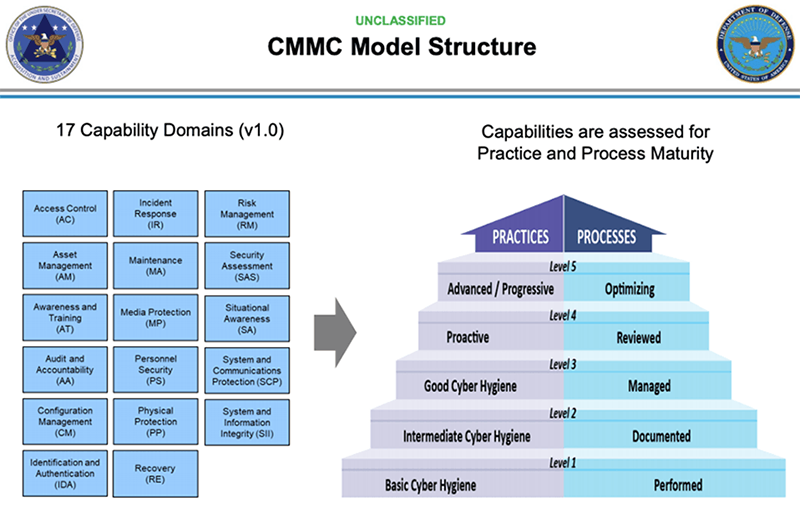 UNCLASSIFIED
CMMC Model Structure
OFFICE OF THE UNDER SECRETARY OF DEFENSE
ACQUISITION AND SUSTAINMENT
DEPARTMENT OF DEFENSE
UNITED STATES OF AMERICA
17 Capability Domains (v1.0)
Access Control
(AC)
Incident
Response
(IR)
Risk
Management
(RM)
Asset
Management
(AM)
Maintenance
(MA)
Security
Assessment
(SAS)
Awareness and
Training
(AT)
Media Protection
(MP)
Situational
Awareness
(SA)
Audit and
Accountability
(AA)
Personnel
Security
(PS)
System and
Communications
Protection (SCP)
Configuration
Management
(CM)
Physical
Protection
(PP)
System and
Information
Integrity (SII)
Identification and
Authentication
(IDA)
Recovery
(RE)
Capabilities are assessed for
Practice and Process Maturity
PRACTICES PROCESSES
Level 5
Advanced / Progressive Optimizing
Level 4
Proactive Reviewed
Level 3
Good Cyber Hygiene Managed
Level 2
Intermediate Cyber Hygiene Documented
Level 1
Basic Cyber Hygiene Performed